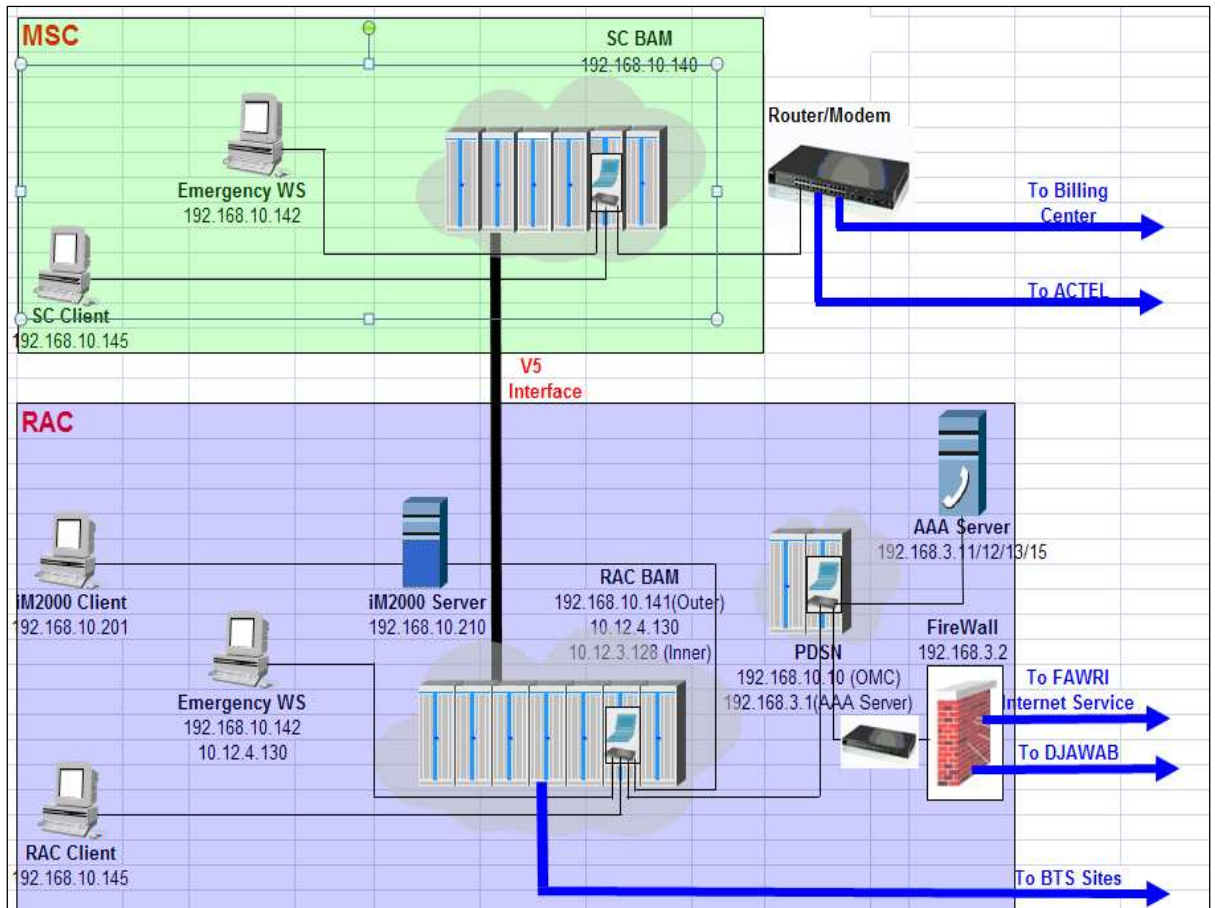 MSC
SC BAM
192.168.10.140
Router/Modem
Emergency WS
192.168.10.142
To Billing
Center
SC Client
192.168.10.145
To ACTEL
V5
Interface
RAC
AAA Server
192.168.3.11/12/13/15
iM2000 Client
192.168.10.201
iM2000 Server
192.168.10.210
RAC BAM
192.168.10.141(Outer)
10.12.4.130
10.12.3.128 (Inner)
PDSN
192.168.10.10 (OMC)
192.168.3.1(AAA Server)
FireWall
192.168.3.2
Emergency WS
192.168.10.142
10.12.4.130
To FAWRI
Internet Service
To DJAWAB
RAC Client
192.168.10.145
To BTS Sites